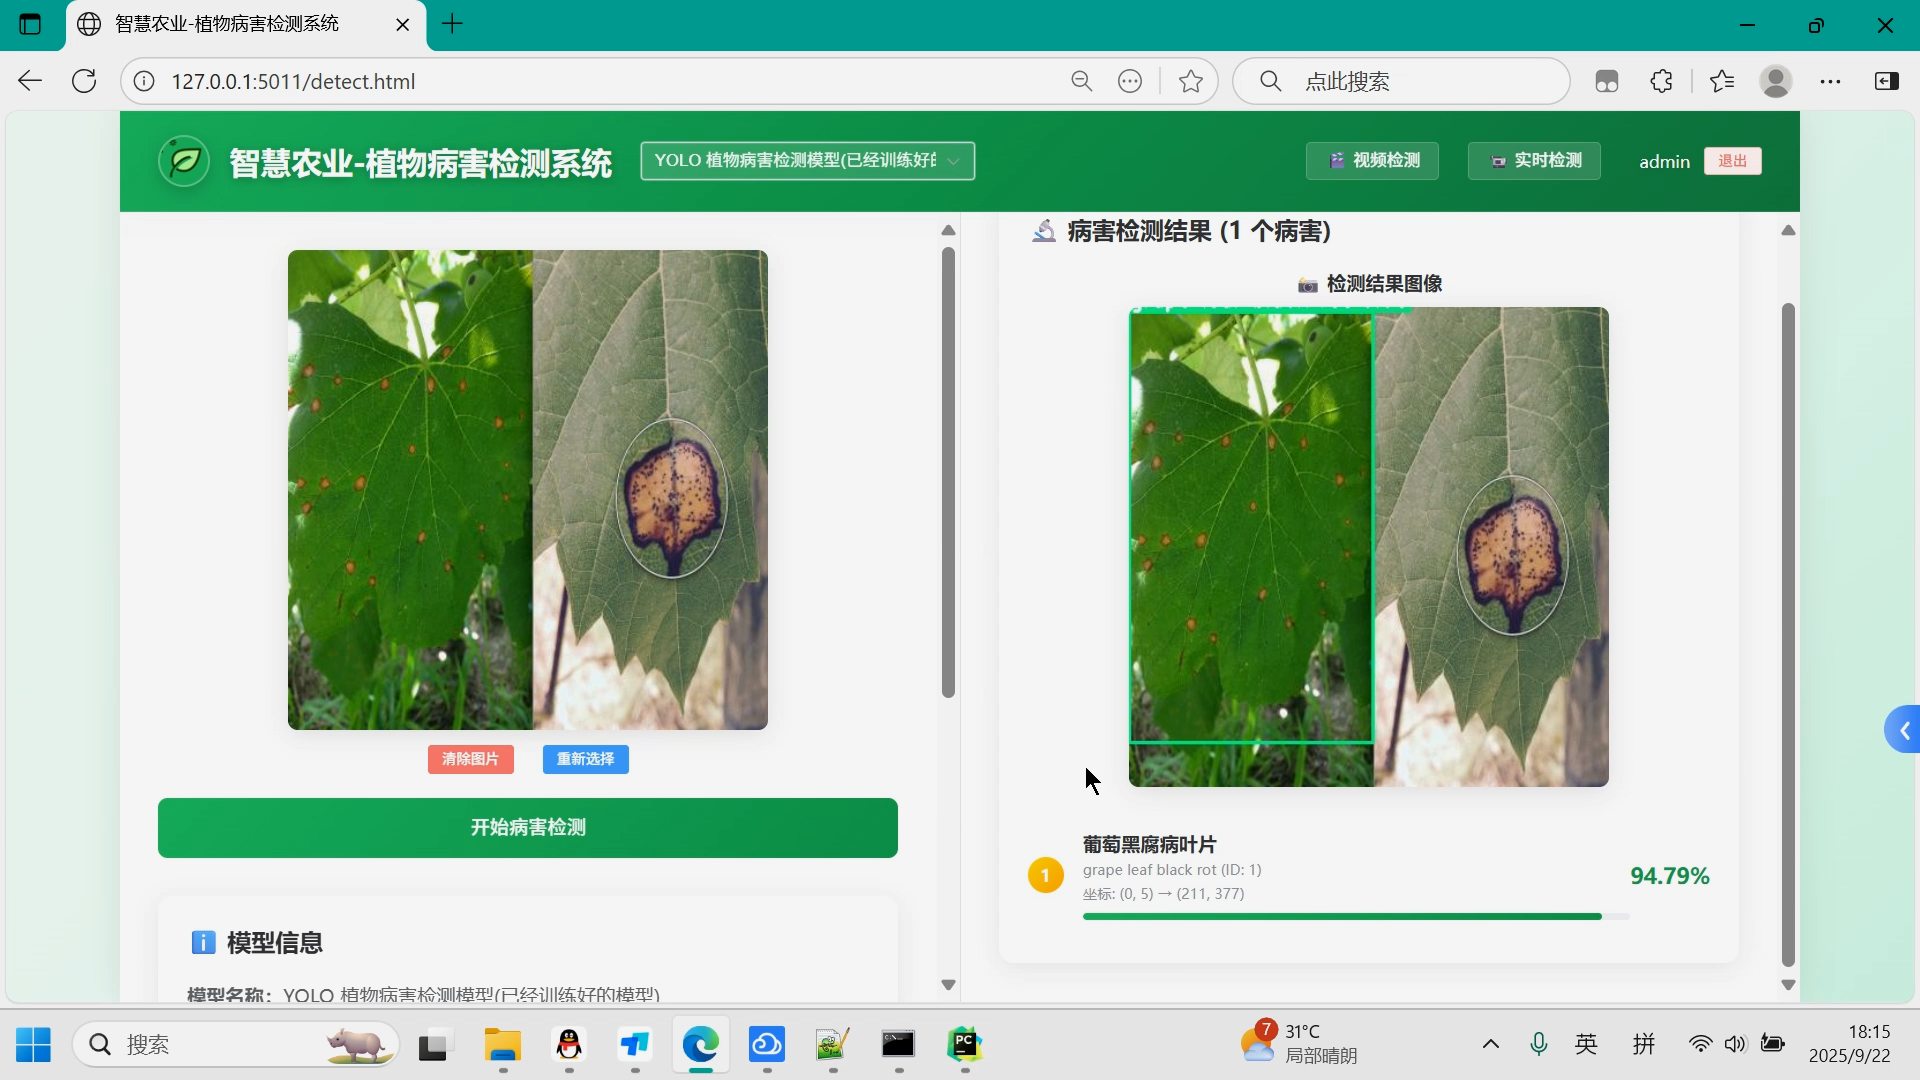 智慧农业-植物病害检测系统
127.0.0.1:5011/detect.html
点此搜索
智慧农业-植物病害检测系统
YOLO 植物病害检测模型(已经训练好的
视频检测
实时检测
admin
退出
清除图片
重新选择
开始病害检测
模型信息
模型名称: YOLO 植物病害检测模型(已经训练好的模型)
病害检测结果 (1 个病害)
检测结果图像
1
葡萄黑腐病叶片
grape leaf black rot (ID: 1)
坐标: (0, 5) → (211, 377)
94.79%
搜索
PC
7
31°C
局部晴朗
英
拼
18:15
2025/9/22